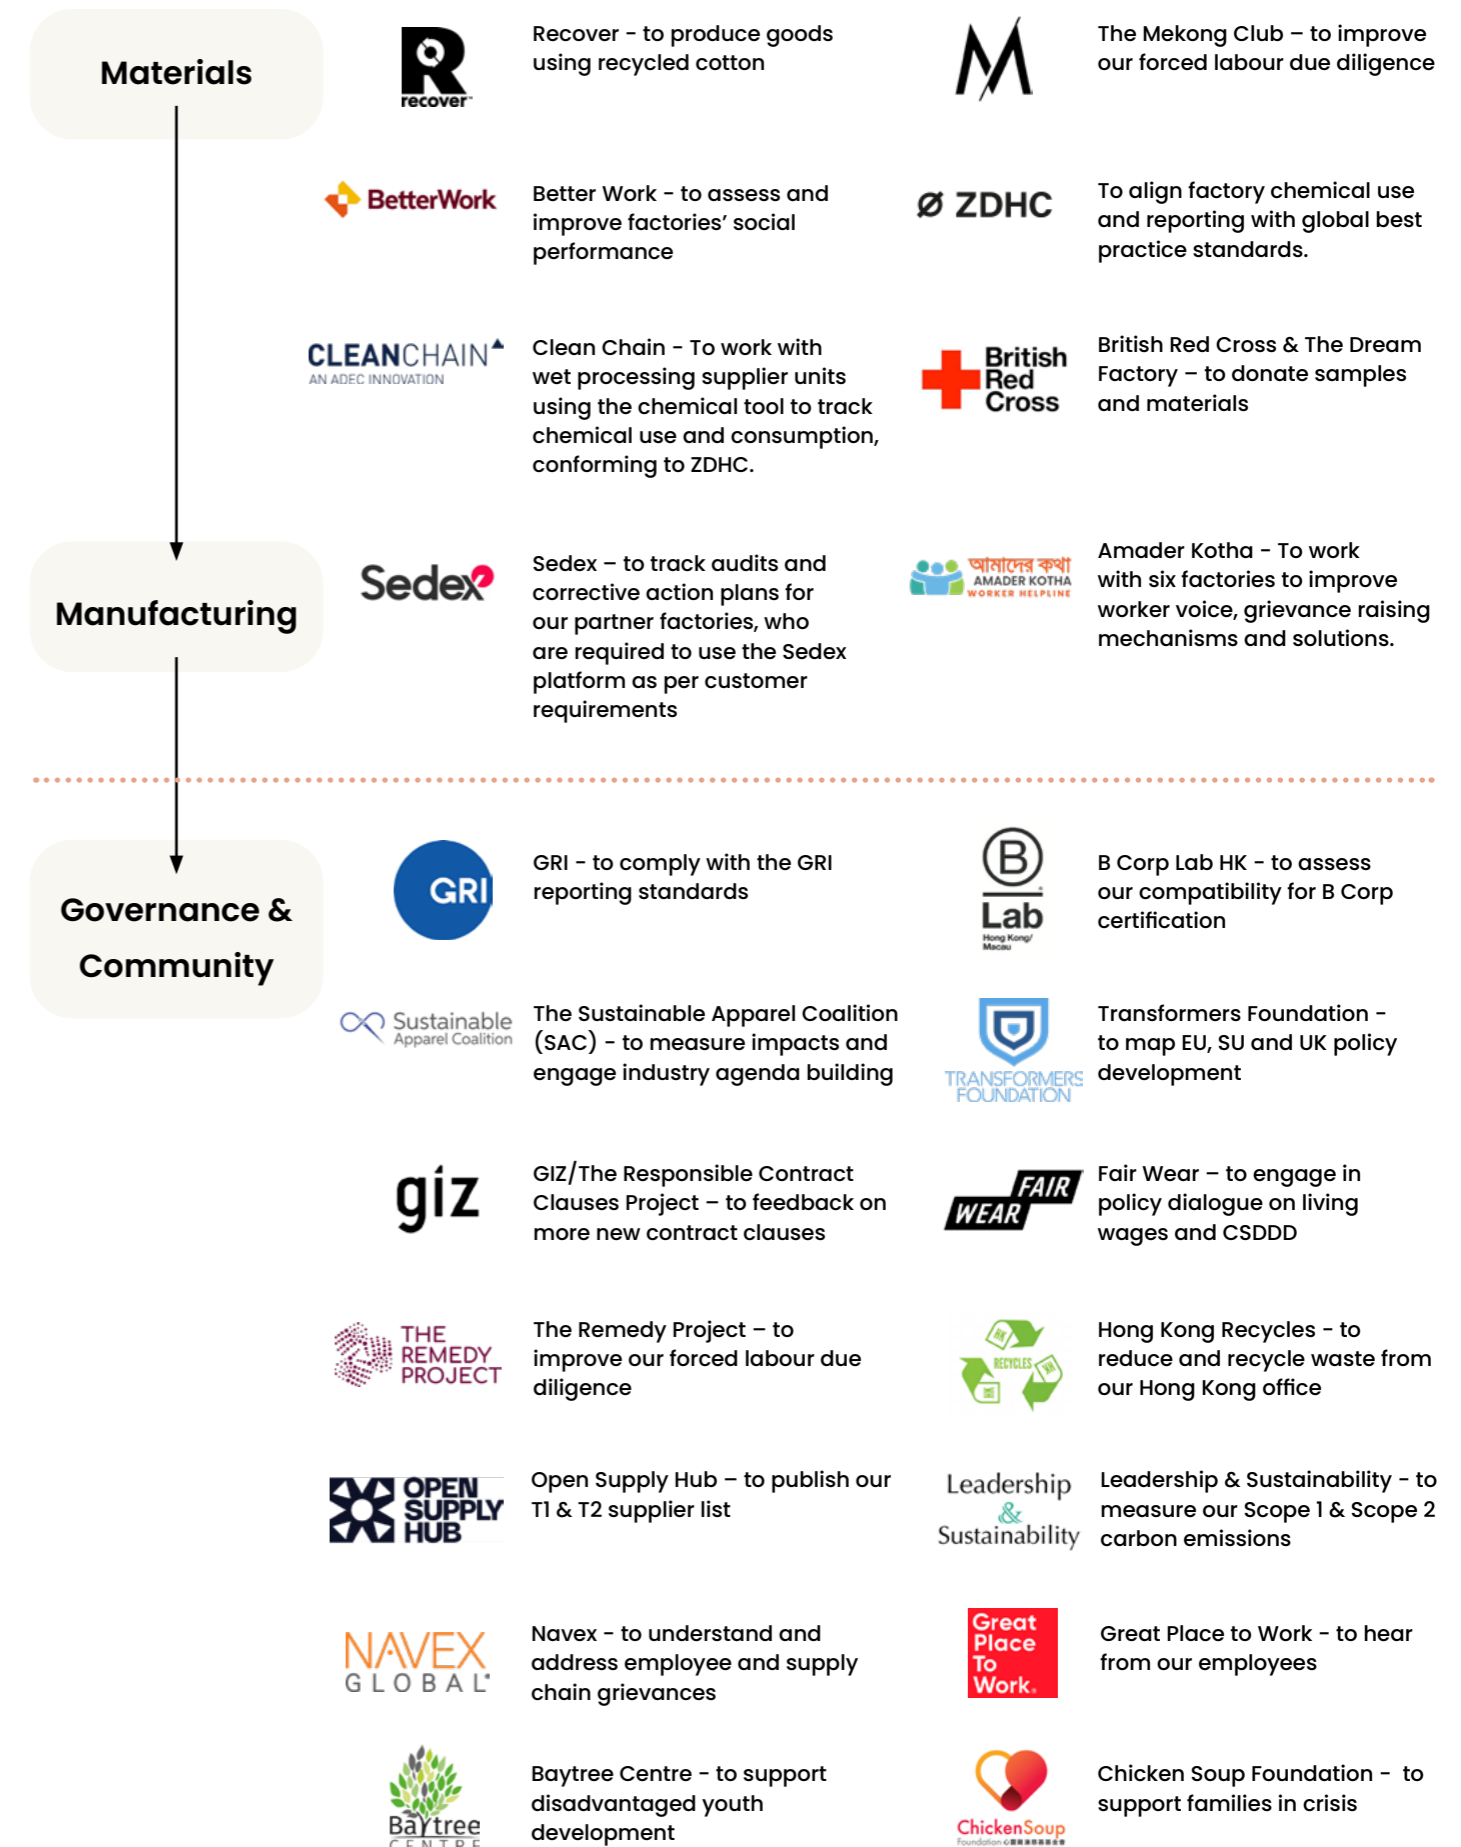 Materials
recover™
Recover - to produce goods
using recycled cotton
The Mekong Club – to improve
our forced labour due diligence
BetterWork
Better Work - to assess and
improve factories’ social
performance
ZDHC
To align factory chemical use
and reporting with global best
practice standards.
CLEANCHAIN
AN ADEC INNOVATION
Clean Chain - To work with
wet processing supplier units
using the chemical tool to track
chemical use and consumption,
conforming to ZDHC.
British
Red
Cross
British Red Cross & The Dream
Factory – to donate samples
and materials
Manufacturing
Sedex
Sedex – to track audits and
corrective action plans for
our partner factories, who
are required to use the Sedex
platform as per customer
requirements
আমাদের কথা
AMADER KOTHA
WORKER HELPLINE
Amader Kotha - To work
with six factories to improve
worker voice, grievance raising
mechanisms and solutions.
Governance &
Community
GRI
GRI - to comply with the GRI
reporting standards
B
Lab
Hong Kong/
Macau
B Corp Lab HK - to assess
our compatibility for B Corp
certification
Sustainable
Apparel Coalition
The Sustainable Apparel Coalition
(SAC) - to measure impacts and
engage industry agenda building
TRANSFORMERS
FOUNDATION
Transformers Foundation -
to map EU, SU and UK policy
development
giz
GIZ/The Responsible Contract
Clauses Project – to feedback on
more new contract clauses
FAIR
WEAR
Fair Wear – to engage in
policy dialogue on living
wages and CSDDD
THE
REMEDY
PROJECT
The Remedy Project – to
improve our forced labour due
diligence
HK
RECYCLES
Hong Kong Recycles - to
reduce and recycle waste from
our Hong Kong office
OPEN
SUPPLY
HUB
Open Supply Hub – to publish our
T1 & T2 supplier list
Leadership
&
Sustainability
Leadership & Sustainability - to
measure our Scope 1 & Scope 2
carbon emissions
NAVEX
GLOBAL
Navex - to understand and
address employee and supply
chain grievances
Great
Place
To
Work.
Great Place to Work - to hear
from our employees
Baytree
CENTRE
Baytree Centre - to support
disadvantaged youth
development
ChickenSoup
Foundation
Chicken Soup Foundation - to
support families in crisis